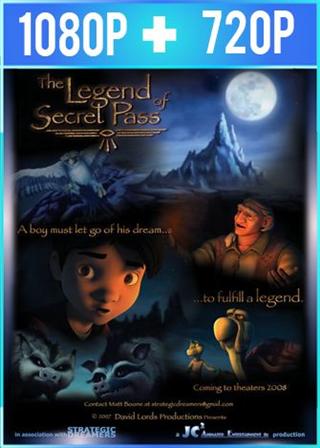 1080P + 720P
The Legend of
Secret Pass
A boy must let go of his dream...
...to fulfill a legend.
Coming to theaters 2008
Contact Matt Boone at strategicdreamers@gmail.com
© 2007 David Lords Productions Presents
in association with STRATEGIC DREAMERS
a JC2 Animated Entertainment production